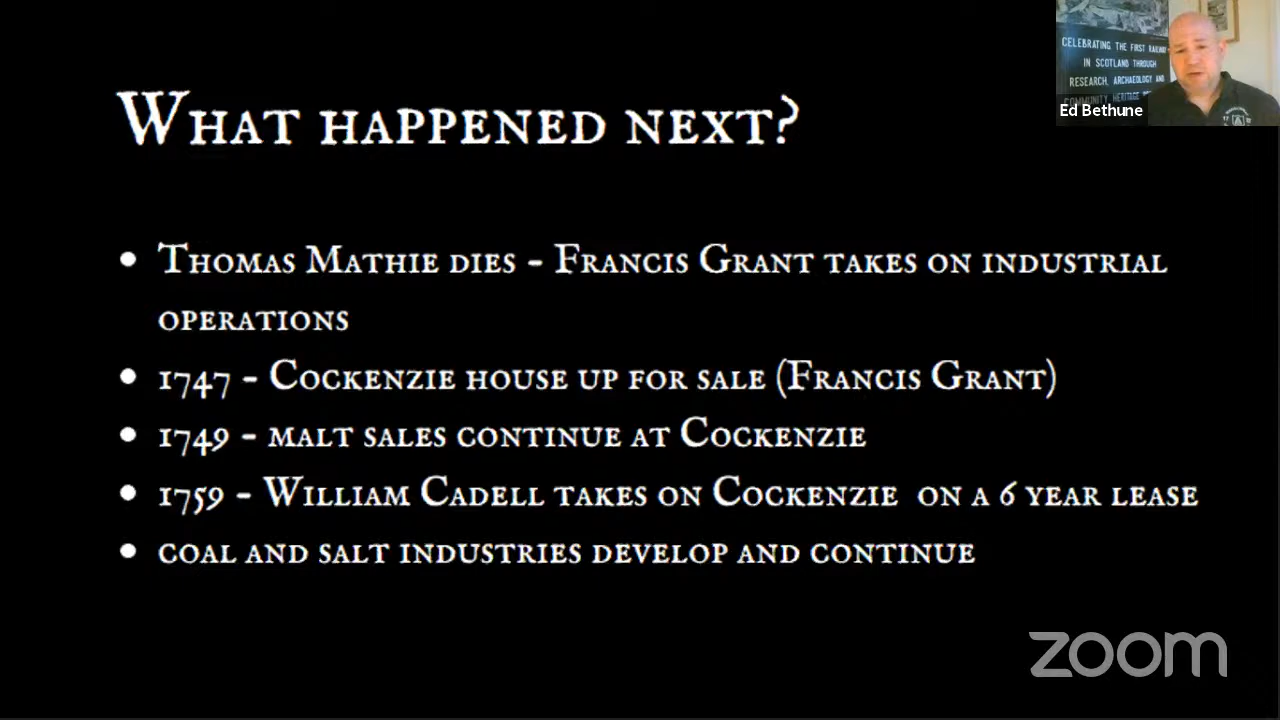 What happened next?
• Thomas Mathie dies - Francis Grant takes on industrial
operations
• 1747 - Cockenzie house up for sale (Francis Grant)
• 1749 - malt sales continue at Cockenzie
• 1759 - William Cadell takes on Cockenzie on a 6 year lease
• coal and salt industries develop and continue
CELEBRATING THE FIRST RAILWAY
IN SCOTLAND THROUGH
RESEARCH, ARCHAEOLOGY AND
COMMUNITY HERITAGE
Ed Bethune
zoom